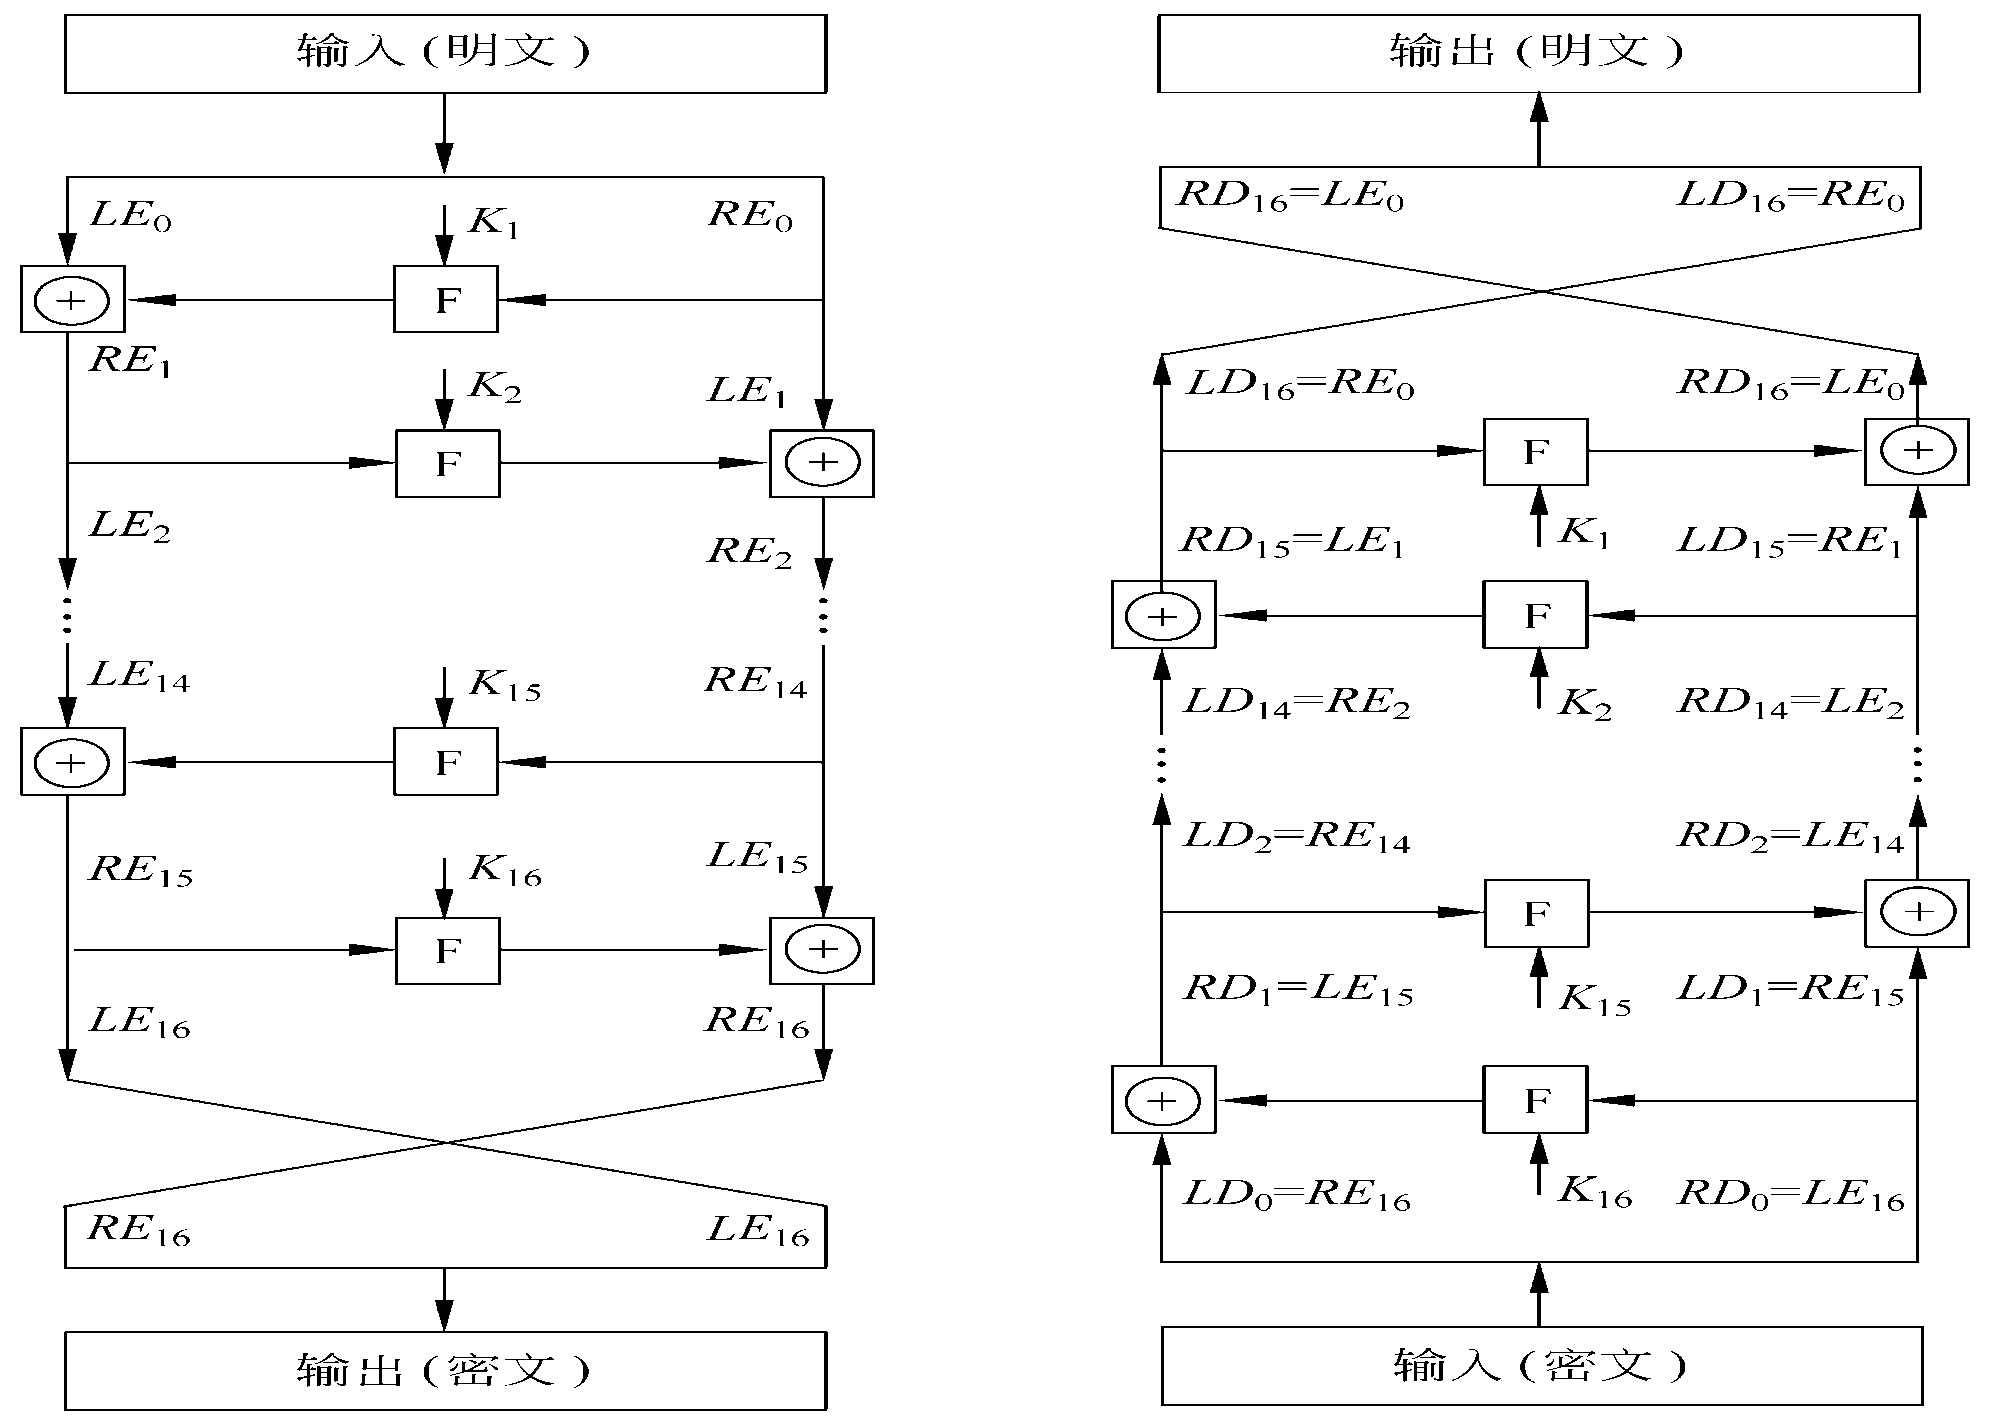 输入(明文)
LE₀
K₁
RE₀
F
RE₁
K₂
LE₁
F
LE₂
RE₂
LE₁₄
K₁₅
RE₁₄
F
RE₁₅
K₁₆
LE₁₅
F
LE₁₆
RE₁₆
RE₁₆
LE₁₆
输出(密文)
输出(明文)
RD₁₆=LE₀
LD₁₆=RE₀
LD₁₆=RE₀
RD₁₆=LE₀
F
RD₁₅=LE₁
K₁
LD₁₅=RE₁
F
LD₁₄=RE₂
K₂
RD₁₄=LE₂
LD₂=RE₁₄
RD₂=LE₁₄
F
RD₁=LE₁₅
K₁₅
LD₁=RE₁₅
F
LD₀=RE₁₆
K₁₆
RD₀=LE₁₆
输入(密文)